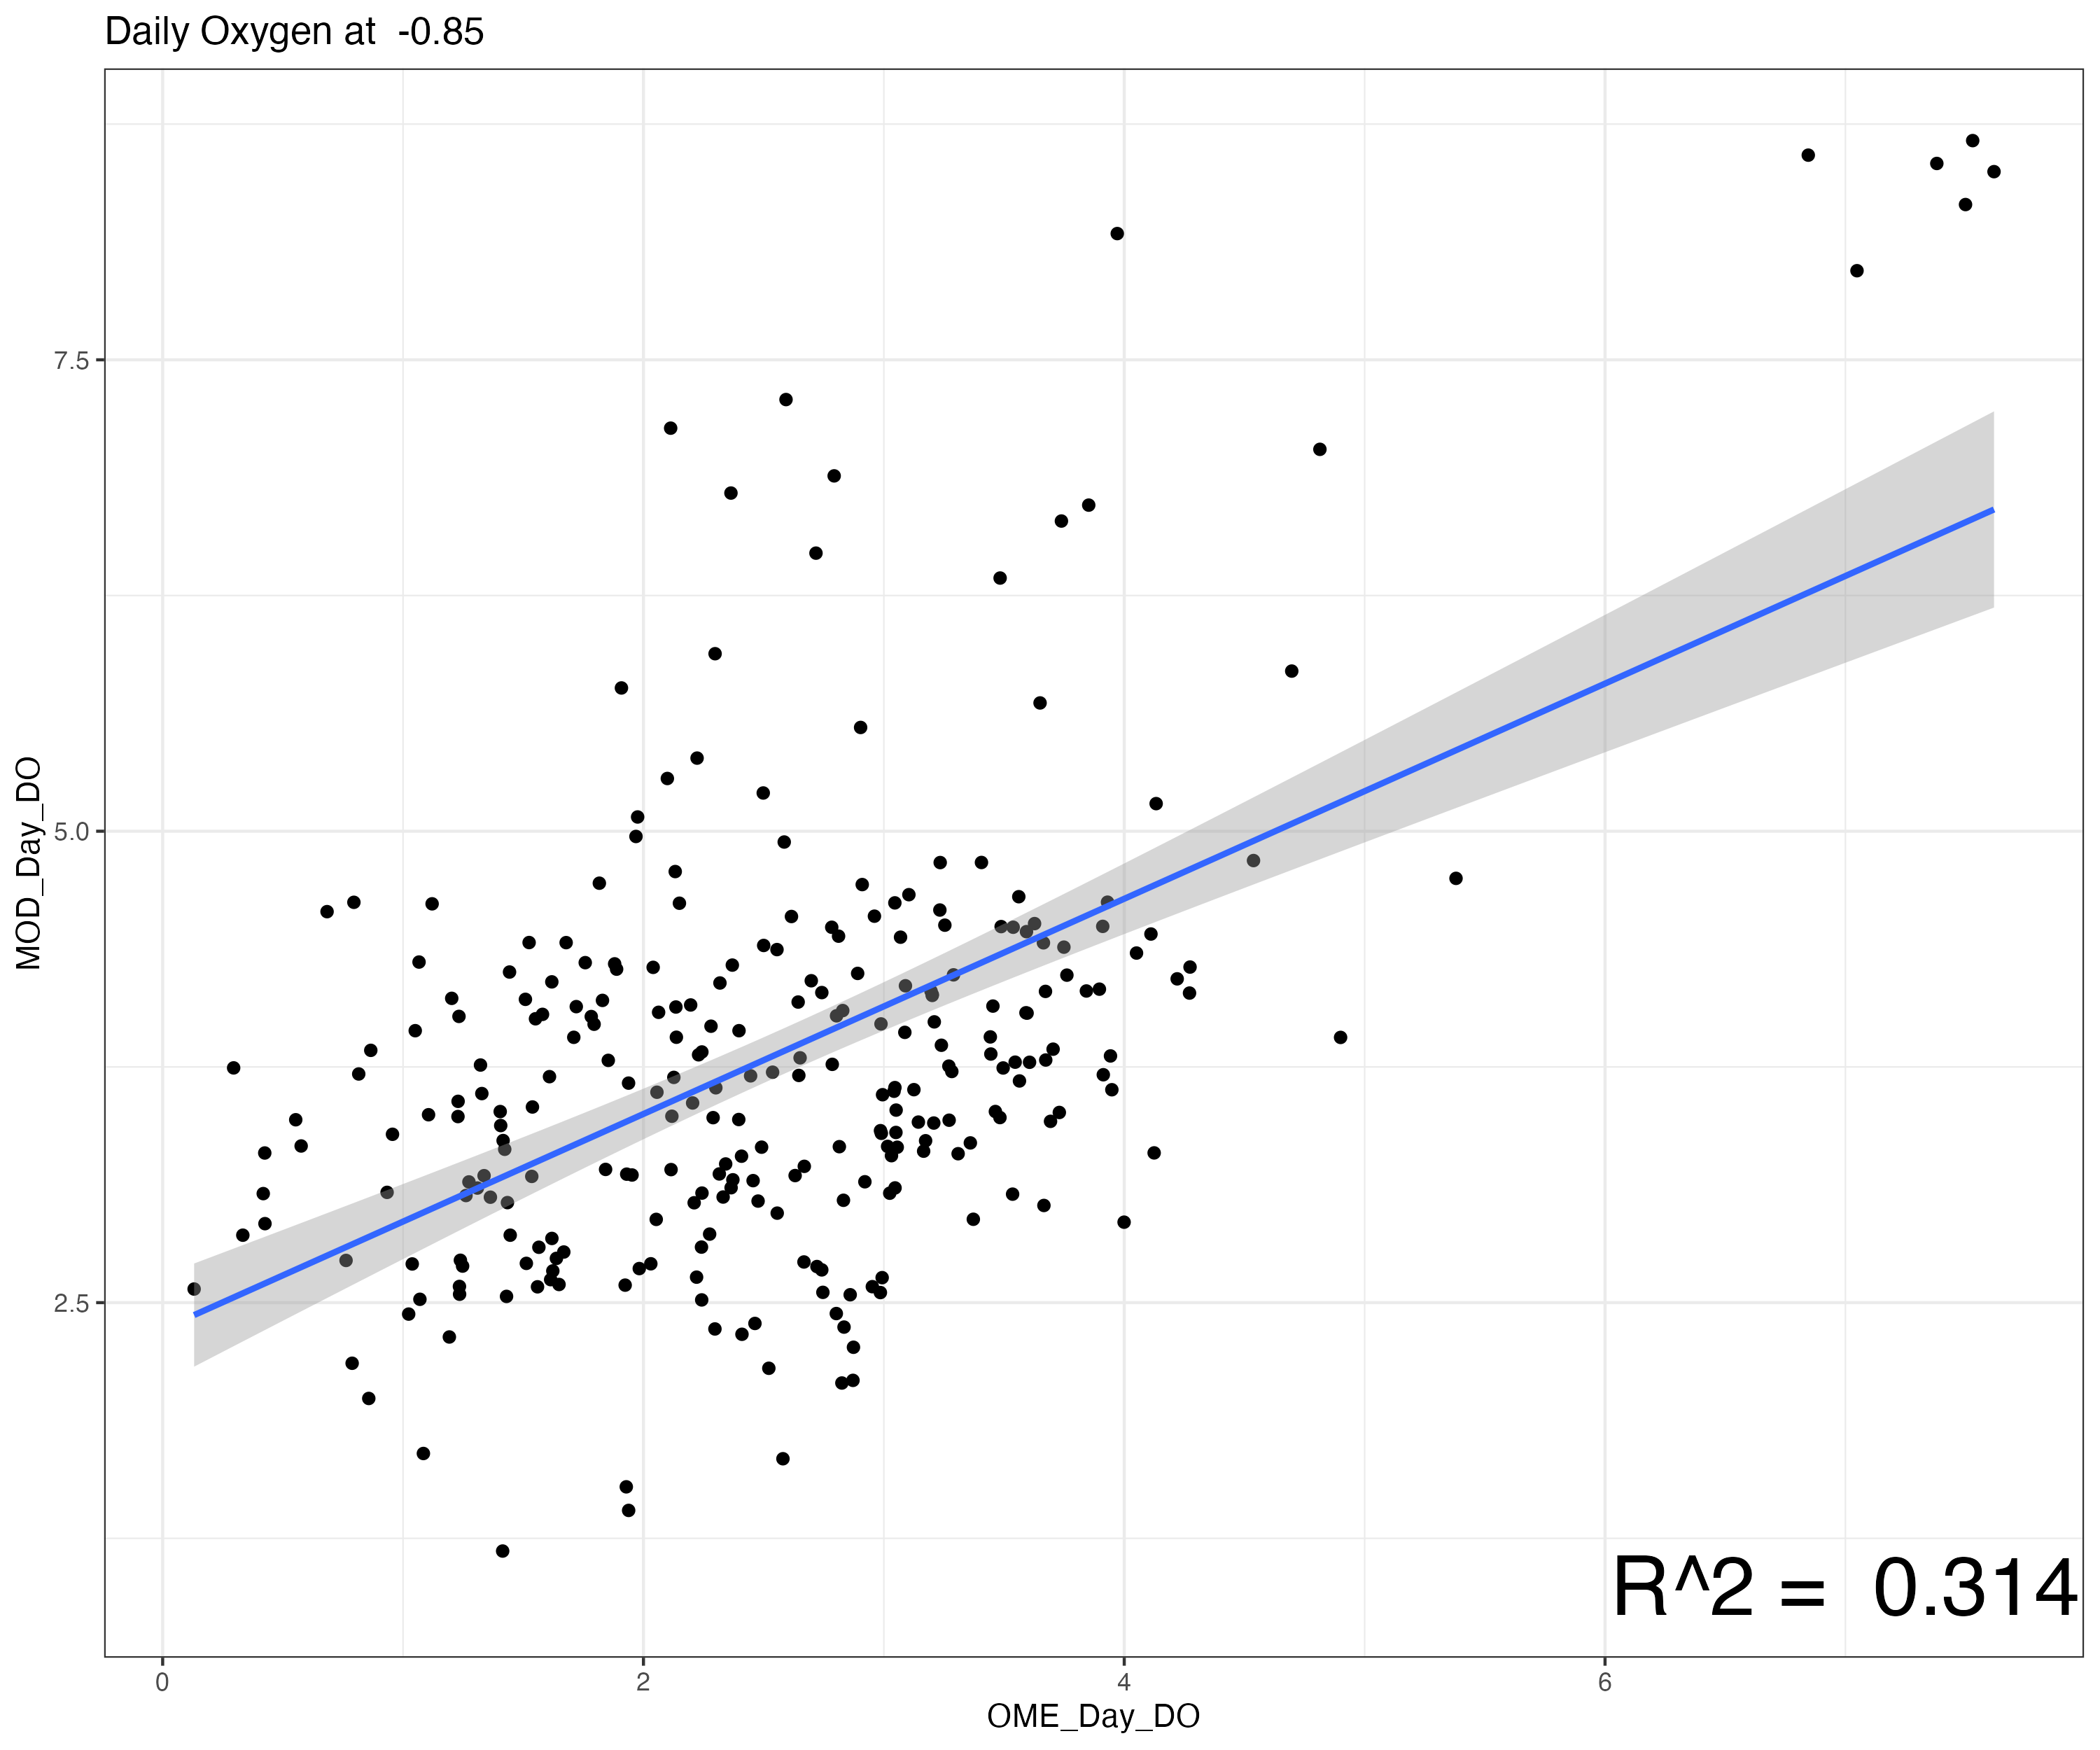 Daily Oxygen at  -0.85
MOD_Day_DO
7.5
5.0
2.5
R^2 =  0.314
0
2
4
6
OME_Day_DO